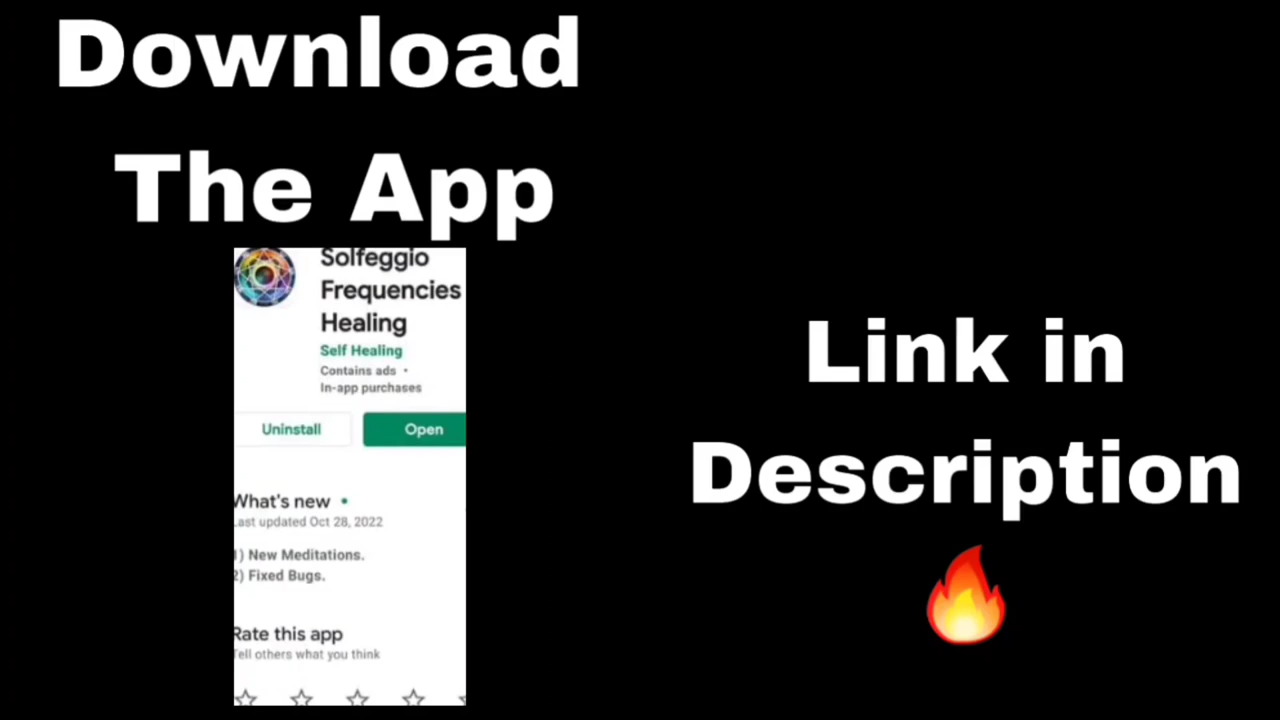 Download
The App
Solfeggio
Frequencies
Healing
Self Healing
Contains ads •
In-app purchases
Uninstall
Open
What's new •
Last updated Oct 28, 2022
1) New Meditations.
2) Fixed Bugs.
Rate this app
Tell others what you think
Link in
Description